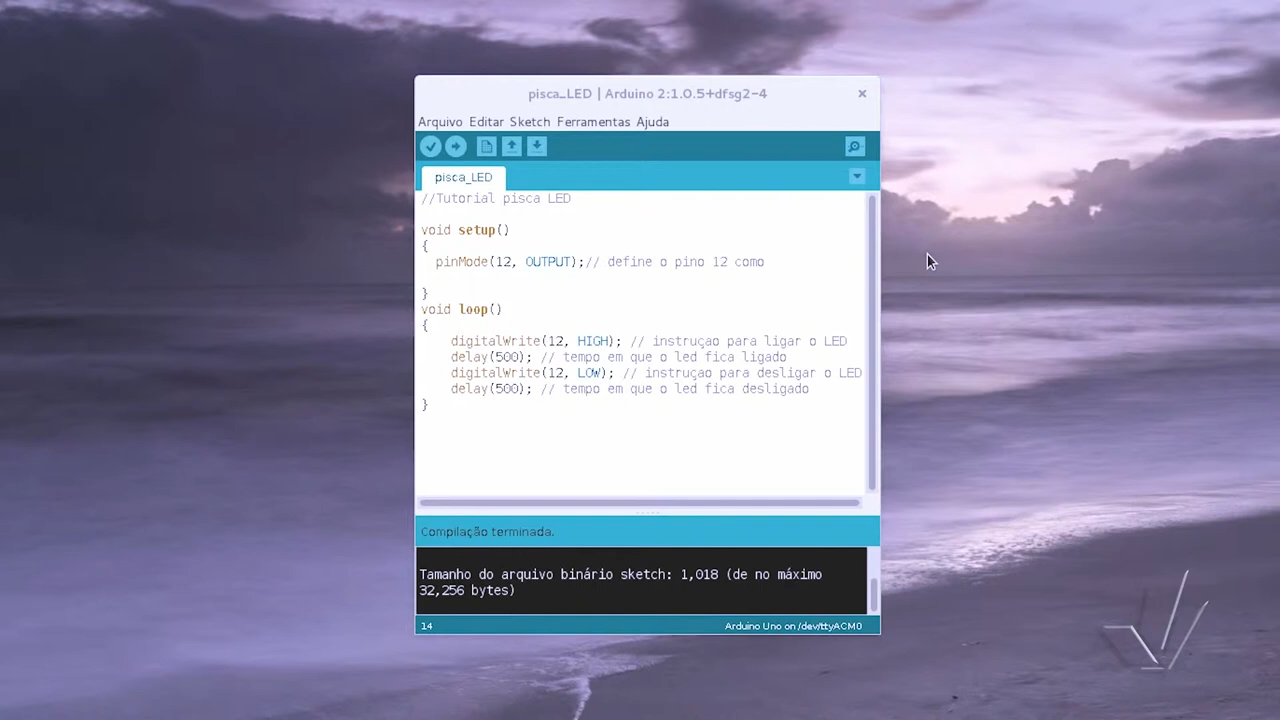 pisca_LED | Arduino 2:1.0.5+dfsg2-4
Arquivo Editar Sketch Ferramentas Ajuda
pisca_LED
//Tutorial pisca LED
void setup()
{
pinMode(12, OUTPUT);// define o pino 12 como
}
void loop()
{
digitalWrite(12, HIGH); // instruçao para ligar o LED
delay(500); // tempo em que o led fica ligado
digitalWrite(12, LOW); // instruçao para desligar o LED
delay(500); // tempo em que o led fica desligado
}
Compilação terminada.
Tamanho do arquivo binário sketch: 1,018 (de no máximo
32,256 bytes)
14 Arduino Uno on /dev/ttyACM0